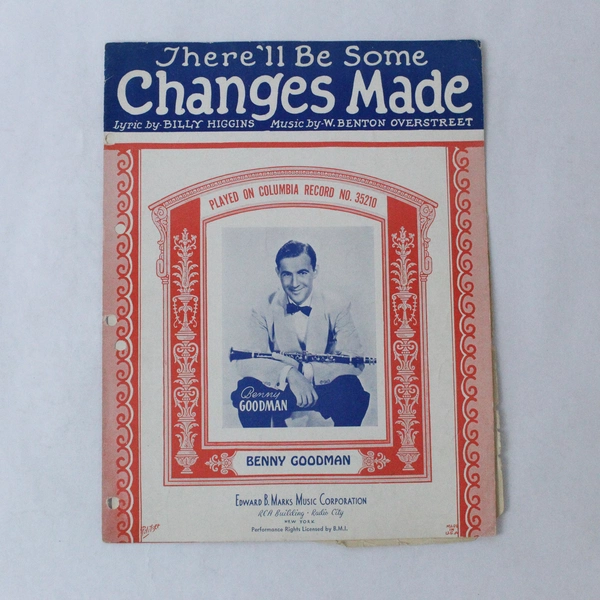 There'll Be Some
Changes Made
Lyric by-BILLY HIGGINS Music by-W. BENTON OVERSTREET
PLAYED ON COLUMBIA RECORD NO. 35210
Benny
GOODMAN
BENNY GOODMAN
EDWARD B. MARKS MUSIC CORPORATION
RCA Building - Radio City
NEW YORK
Performance Rights Licensed by B.M.I.
MADE
IN
U.S.A.